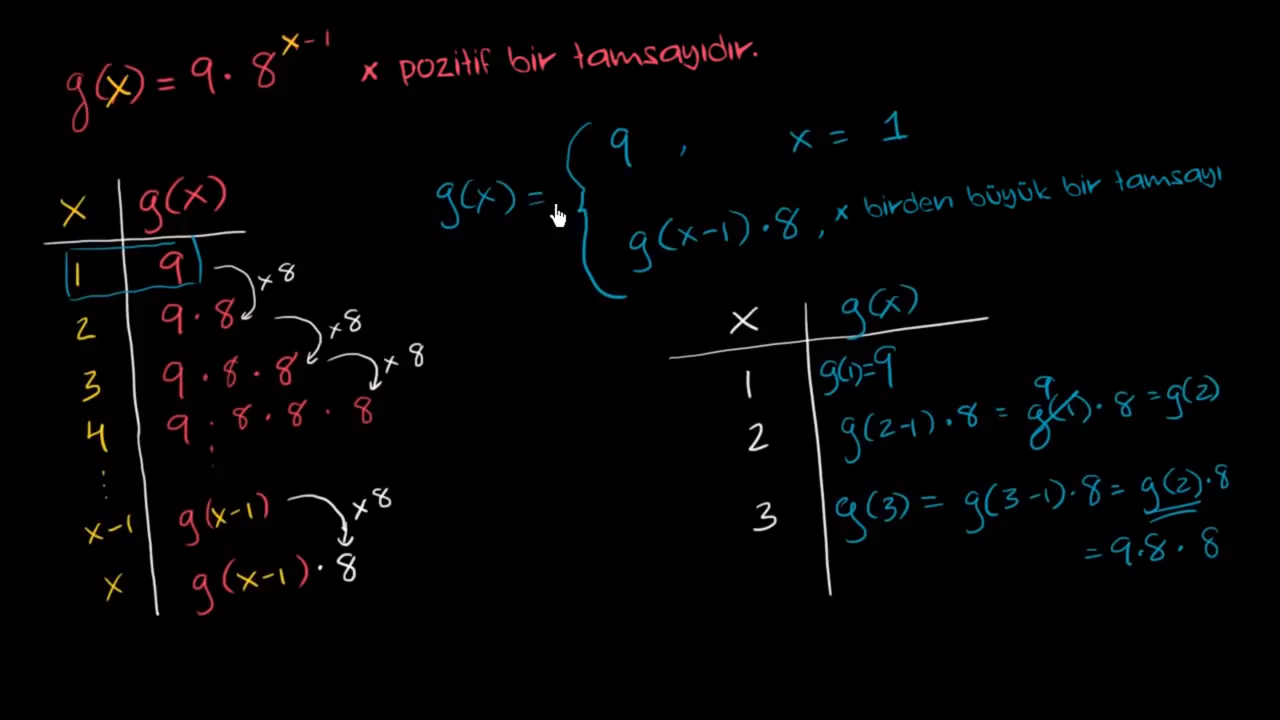 g(x) = 9 · 8^(x-1) x pozitif bir tamsayıdır.
g(x) = { 9 , x = 1
g(x-1) · 8 , x birden büyük bir tamsayı
x | g(x)
1 | 9
×8
2 | 9 · 8
×8
3 | 9 · 8 · 8
×8
4 | 9 · 8 · 8 · 8
⋮ ⋮
x-1 | g(x-1)
×8
x | g(x-1) · 8
x | g(x)
1 | g(1) = 9
9
2 | g(2-1) · 8 = g(1) · 8 = g(2)
3 | g(3) = g(3-1) · 8 = g(2) · 8
= 9 · 8 · 8